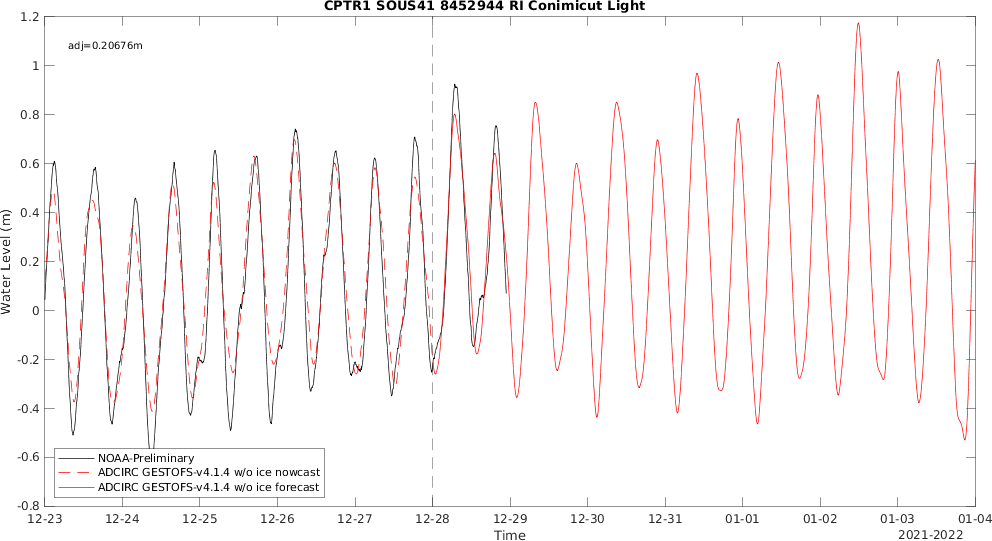 CPTR1 SOUS41 8452944 RI Conimicut Light
adj=0.20676m
Water Level (m)
1.2
1
0.8
0.6
0.4
0.2
0
-0.2
-0.4
-0.6
-0.8
NOAA-Preliminary
ADCIRC GESTOFS-v4.1.4 w/o ice nowcast
ADCIRC GESTOFS-v4.1.4 w/o ice forecast
12-23 12-24 12-25 12-26 12-27 12-28 12-29 12-30 12-31 01-01 01-02 01-03 01-04
Time
2021-2022